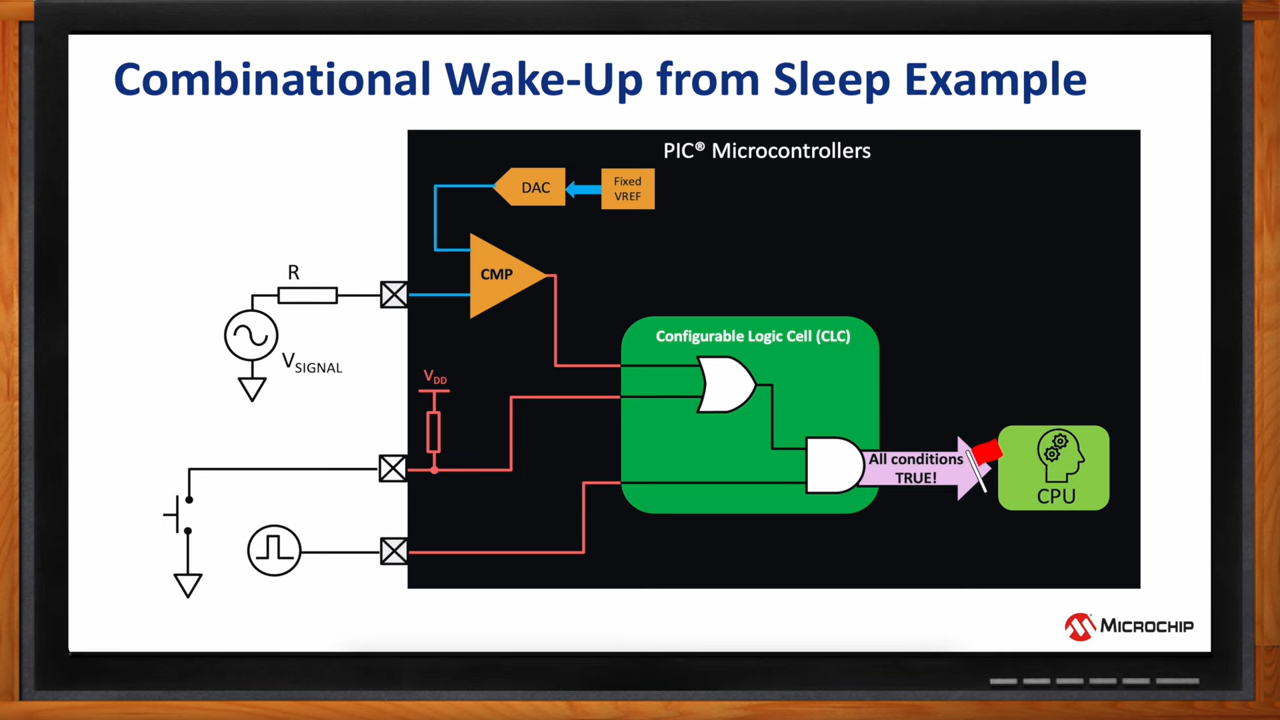 Combinational Wake-Up from Sleep Example
PIC® Microcontrollers
DAC
Fixed
VREF
CMP
R
VSIGNAL
Configurable Logic Cell (CLC)
VDD
All conditions
TRUE!
CPU
MICROCHIP